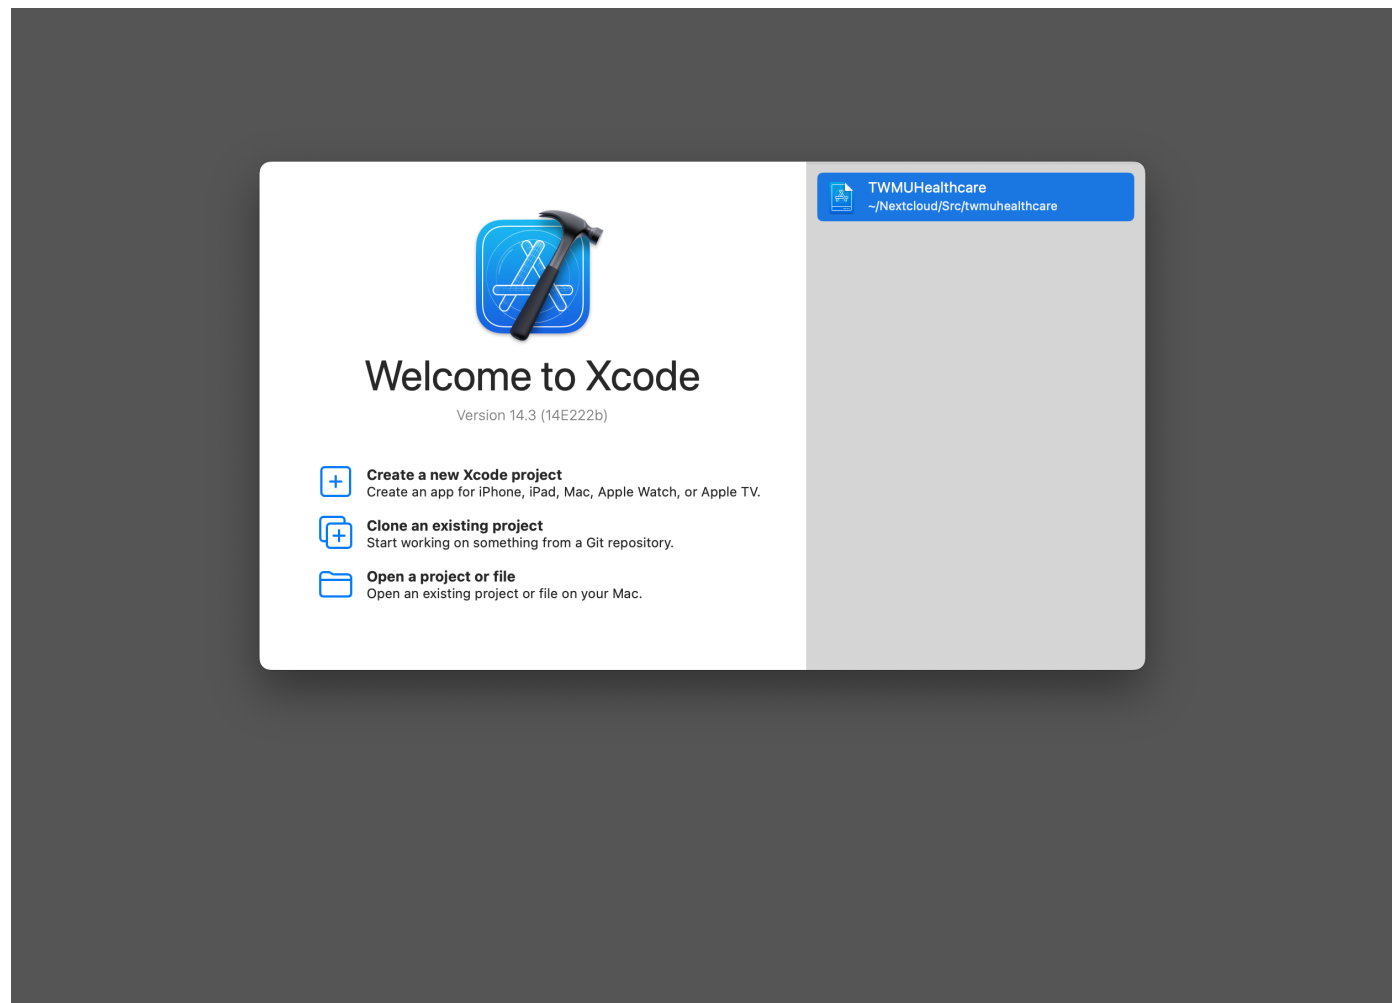 Welcome to Xcode
Version 14.3 (14E222b)
Create a new Xcode project
Create an app for iPhone, iPad, Mac, Apple Watch, or Apple TV.
Clone an existing project
Start working on something from a Git repository.
Open a project or file
Open an existing project or file on your Mac.
TWMUHealthcare
~/Nextcloud/Src/twmuhealthcare